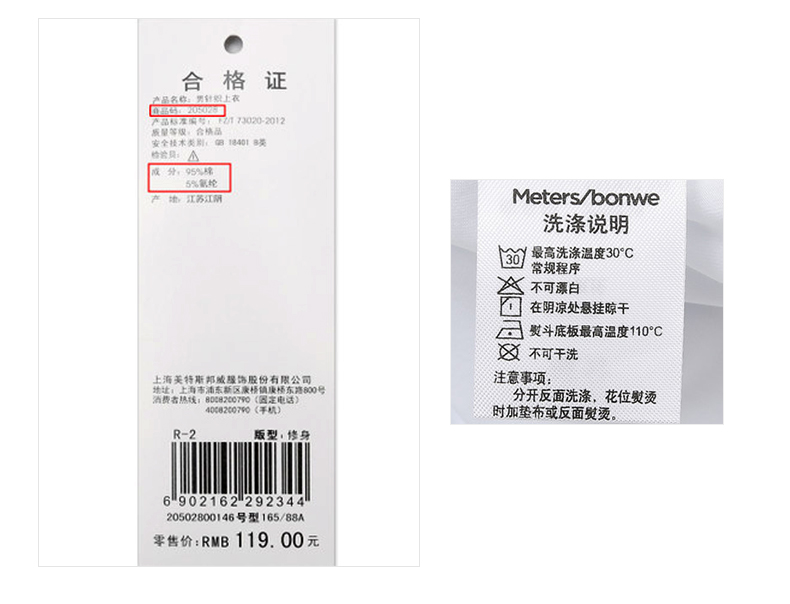 合格证
产品名称：男针织上衣
商品码：205028
产品标准编号：FZ/T 73020-2012
质量等级：合格品
安全技术类别：GB 18401 B类
检验员：
成 分：95%棉
5%氨纶
产 地：江苏江阴
上海美特斯邦威服饰股份有限公司
地址：上海市浦东新区康桥镇康桥东路800号
消费者热线：8008200790（固定电话）
4008200790（手机）
R-2 版型：修身
6 902162 292344
20502800146 号型 165/88A
零售价：RMB 119.00 元
Meters/bonwe
洗涤说明
30 最高洗涤温度30°C
常规程序
不可漂白
在阴凉处悬挂晾干
熨斗底板最高温度110°C
不可干洗
注意事项：
分开反面洗涤，花位熨烫
时加垫布或反面熨烫。